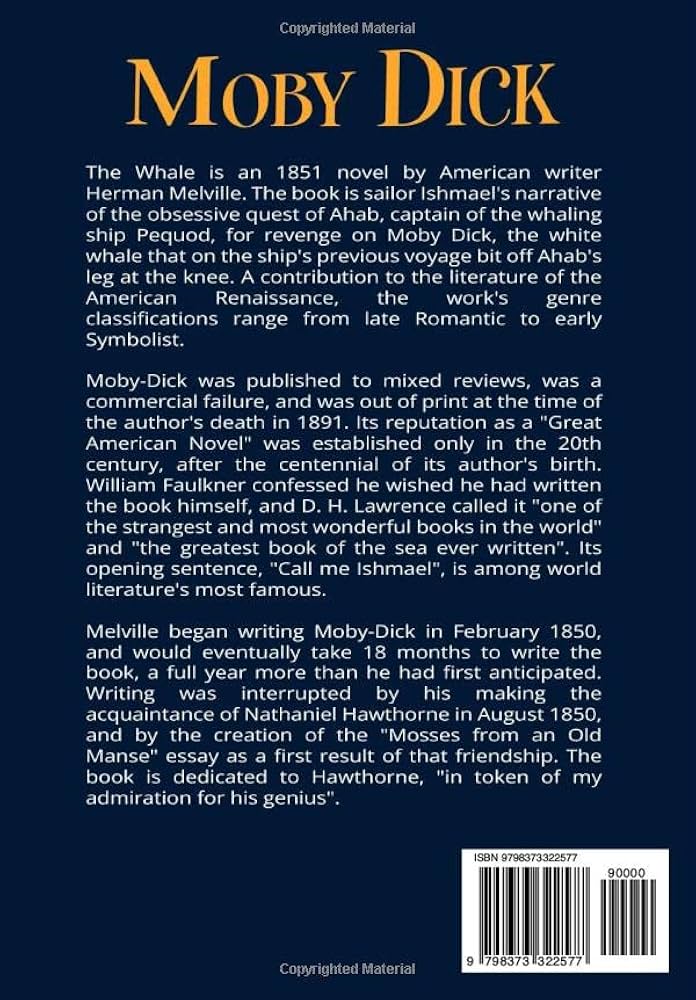 Copyrighted Material
MOBY DICK
The Whale is an 1851 novel by American writer
Herman Melville. The book is sailor Ishmael's narrative
of the obsessive quest of Ahab, captain of the whaling
ship Pequod, for revenge on Moby Dick, the white
whale that on the ship's previous voyage bit off Ahab's
leg at the knee. A contribution to the literature of the
American Renaissance, the work's genre
classifications range from late Romantic to early
Symbolist.
Moby-Dick was published to mixed reviews, was a
commercial failure, and was out of print at the time of
the author's death in 1891. Its reputation as a "Great
American Novel" was established only in the 20th
century, after the centennial of its author's birth.
William Faulkner confessed he wished he had written
the book himself, and D. H. Lawrence called it "one of
the strangest and most wonderful books in the world"
and "the greatest book of the sea ever written". Its
opening sentence, "Call me Ishmael", is among world
literature's most famous.
Melville began writing Moby-Dick in February 1850,
and would eventually take 18 months to write the
book, a full year more than he had first anticipated.
Writing was interrupted by his making the
acquaintance of Nathaniel Hawthorne in August 1850,
and by the creation of the "Mosses from an Old
Manse" essay as a first result of that friendship. The
book is dedicated to Hawthorne, "in token of my
admiration for his genius".
ISBN 9798373322577
90000
9 798373 322577
Copyrighted Material